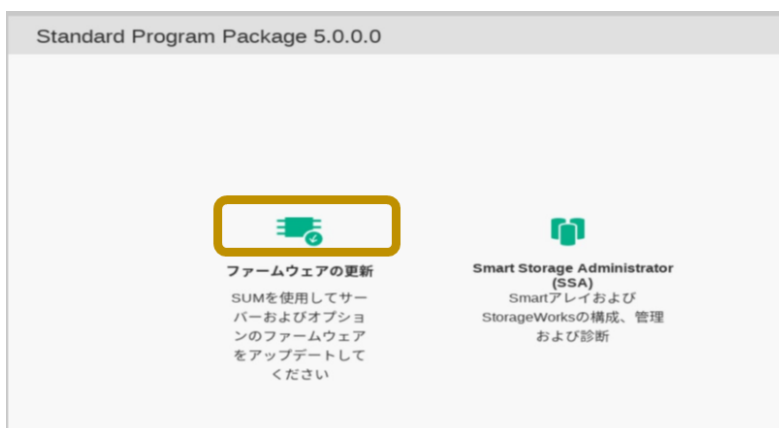 Standard Program Package 5.0.0.0
ファームウェアの更新
SUMを使用してサー
バーおよびオプショ
ンのファームウェア
をアップデートして
ください
Smart Storage Administrator
(SSA)
Smartアレイおよび
StorageWorksの構成、管理
および診断